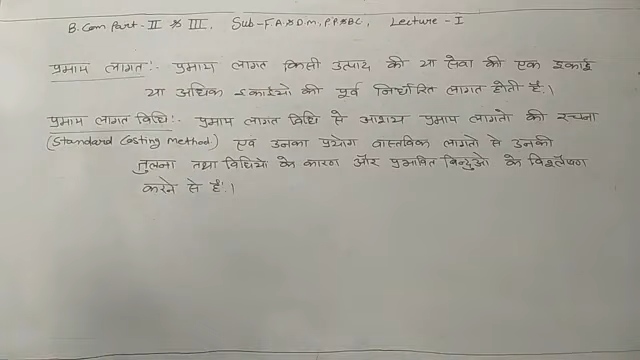 B. Com Part - II & III, Sub - F.A. & D.M, P.P. & B.C, Lecture - I
प्रमाप लागत :- प्रमाप लागत किसी उत्पाद की या सेवा की एक इकाई
या अधिक इकाईयो की पूर्व निर्धारित लागत होती है।
प्रमाप लागत विधि :- प्रमाप लागत विधि से आशय प्रमाप लागतो की रचना
(Standard Costing Method) एव उनका प्रयोग वास्तविक लागतो से उनकी
तुलना तथा विधियो के कारण और प्रभावित बिन्दुओ के विश्लेषण
करने से है।